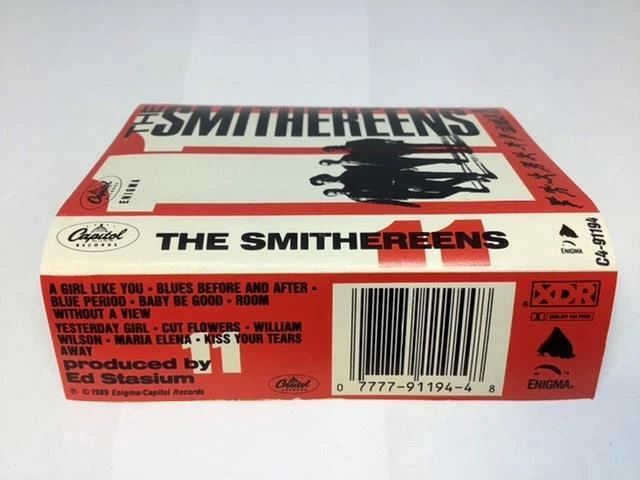 THE SMITHEREENS
11
Capitol
ENIGMA
Capitol
RECORDS
THE SMITHEREENS
11
ENIGMA
C4-91194
A GIRL LIKE YOU • BLUES BEFORE AND AFTER •
BLUE PERIOD • BABY BE GOOD • ROOM
WITHOUT A VIEW
YESTERDAY GIRL • CUT FLOWERS • WILLIAM
WILSON • MARIA ELENA • KISS YOUR TEARS
AWAY
11
produced by
Ed Stasium
℗ © 1989 Enigma/Capitol Records
Capitol
0 7777-91194-4 8
XDR
DOLBY HX PRO
ENIGMA